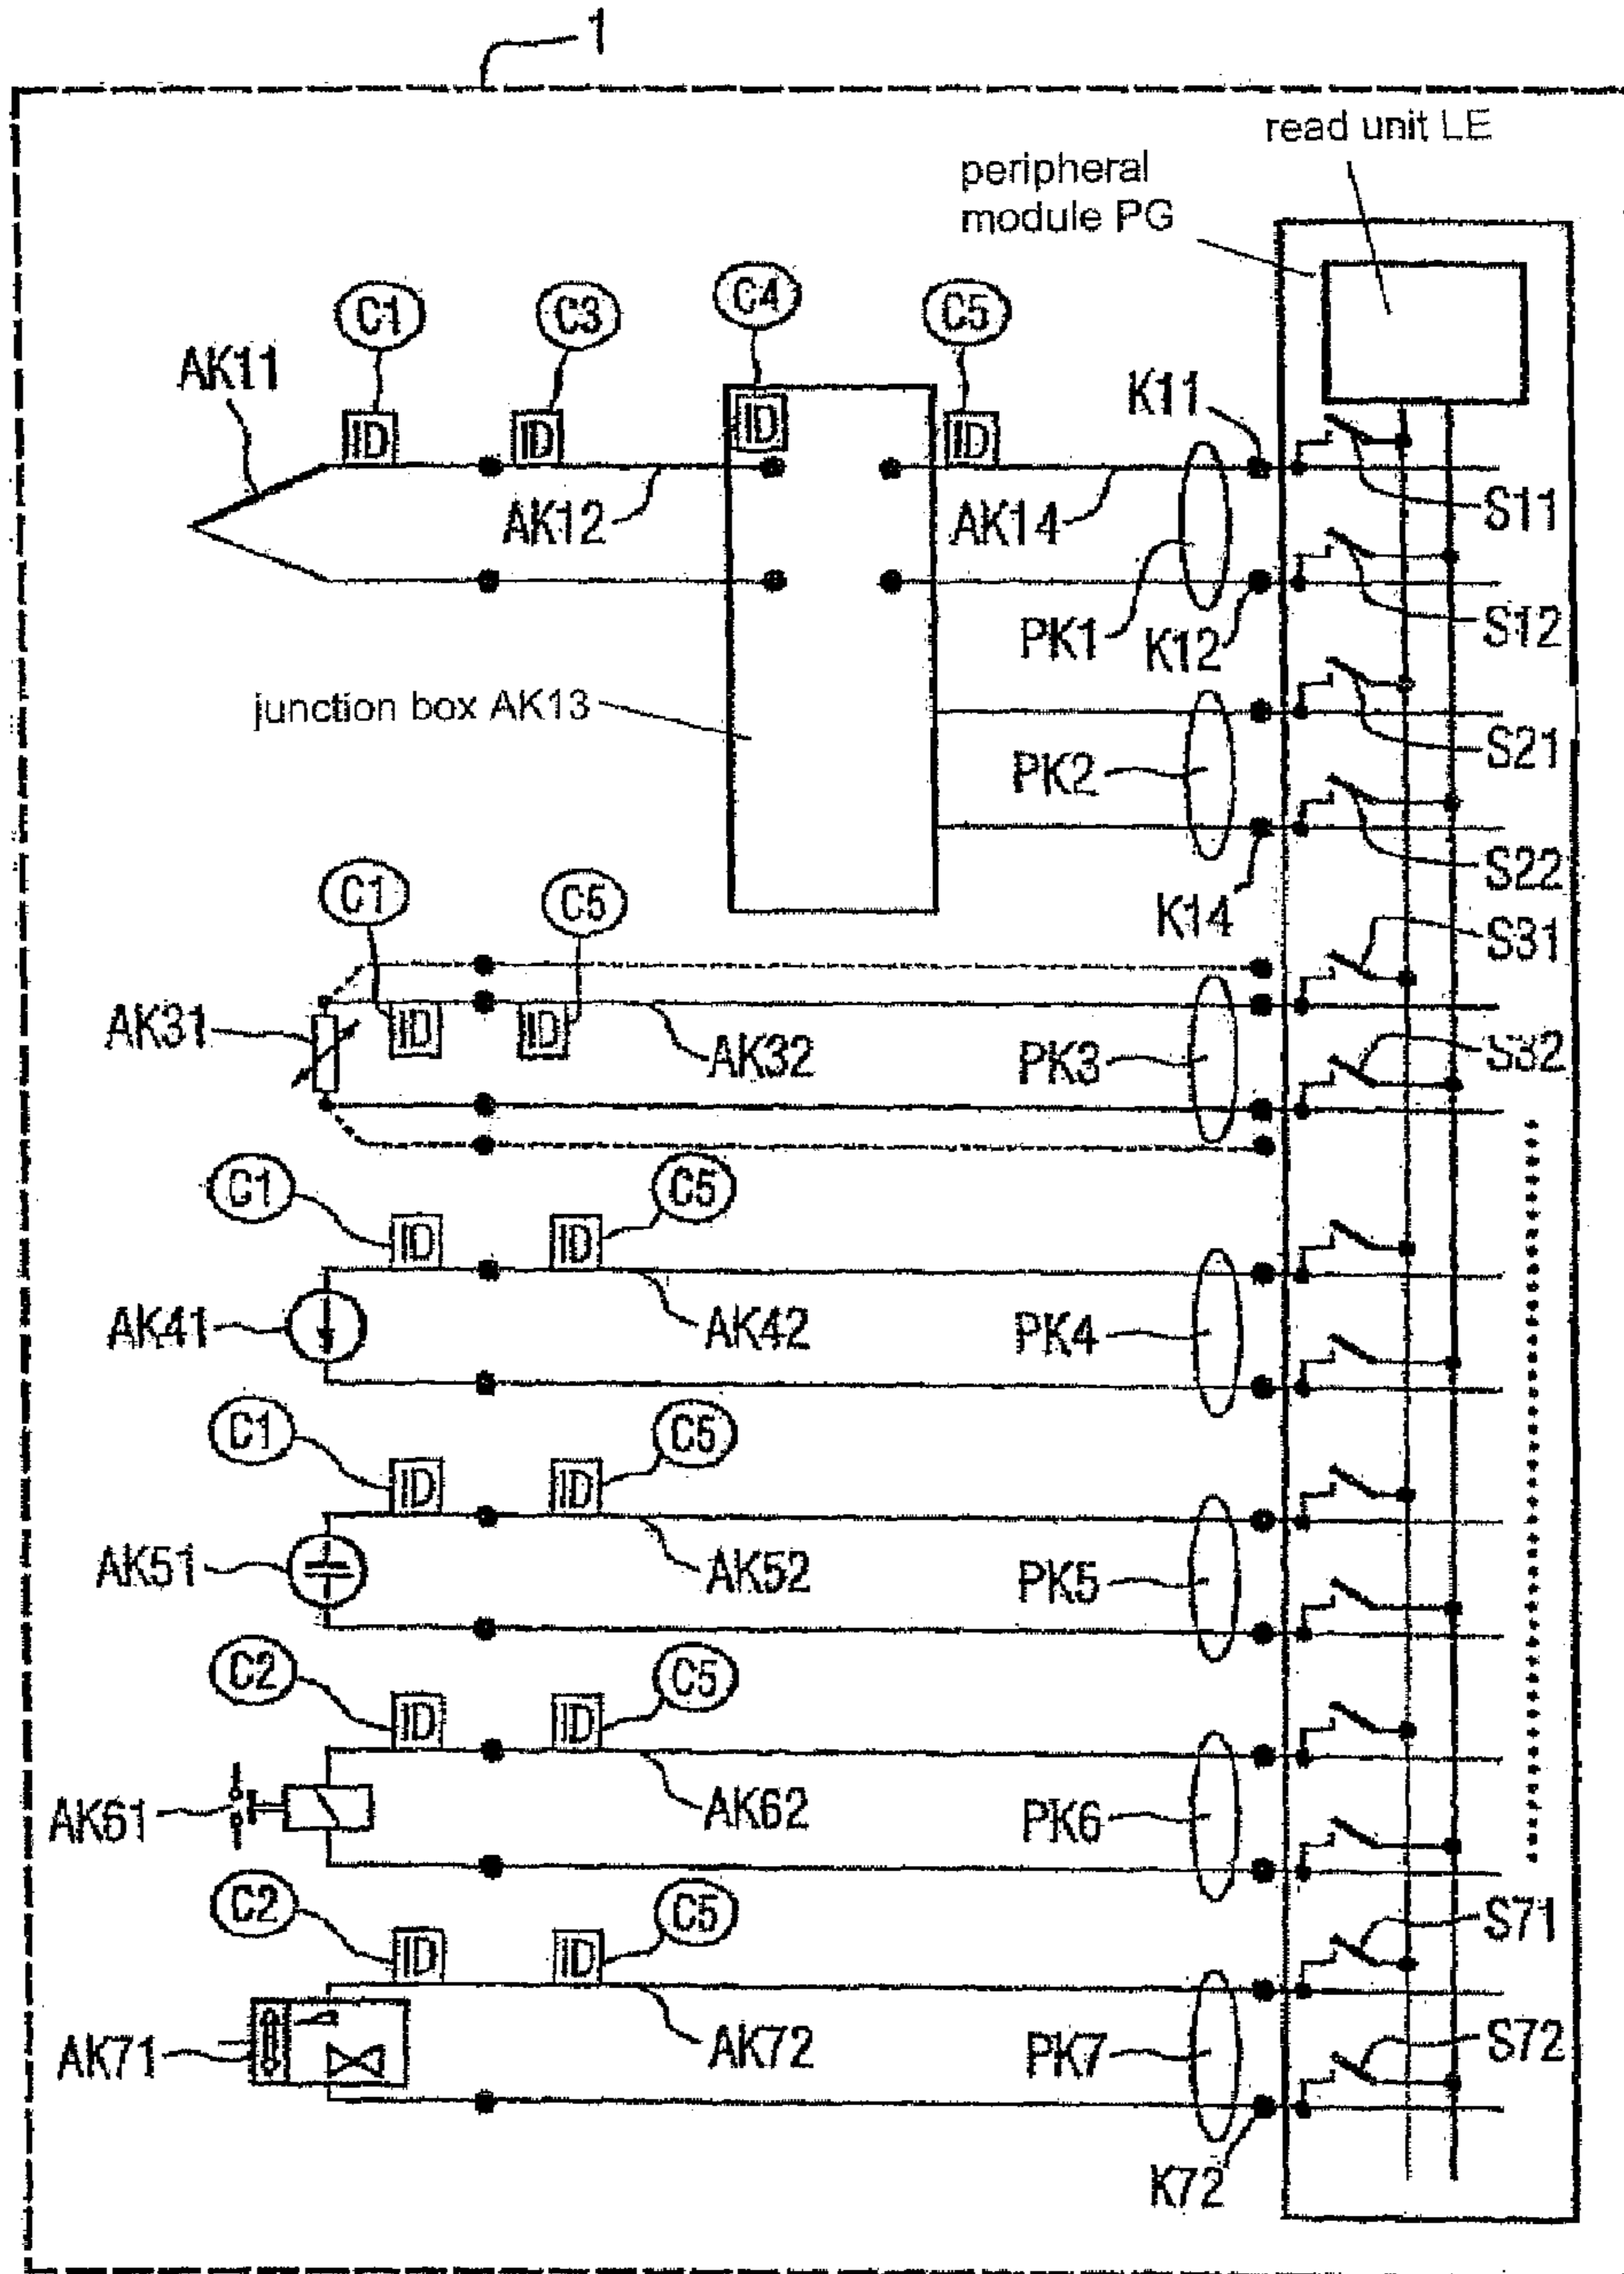 1
read unit LE
peripheral
module PG
C1
C3
C4
C5
AK11
ID
ID
ID
ID
K11
AK12
AK14
S11
PK1
K12
S12
junction box AK13
PK2
S21
K14
S22
C1
C5
S31
AK31
ID
ID
AK32
PK3
S32
C1
C5
ID
ID
AK41
AK42
PK4
C1
C5
ID
ID
AK51
AK52
PK5
C2
C5
ID
ID
AK61
AK62
PK6
C2
C5
S71
ID
ID
AK71
AK72
PK7
S72
K72